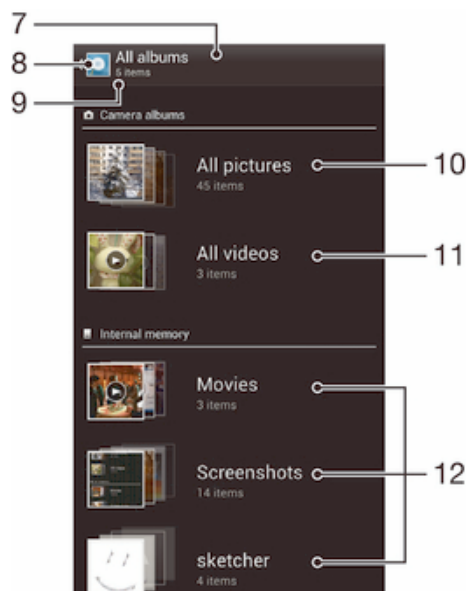 7
8
All albums
5 items
9
Camera albums
All pictures
45 items
10
All videos
3 items
11
Internal memory
Movies
3 items
Screenshots
14 items
12
sketcher
4 items